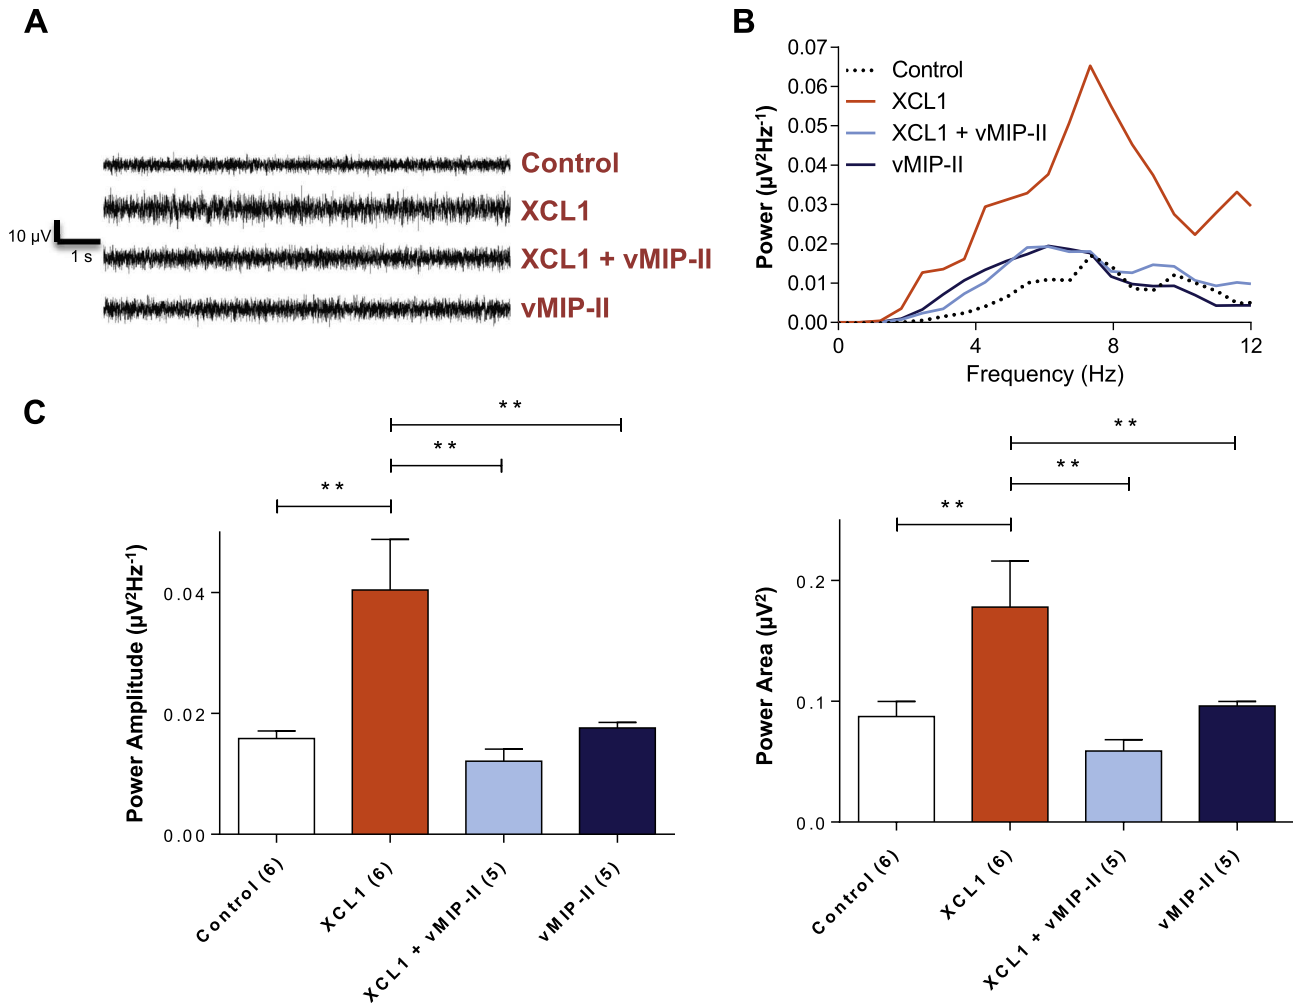 A
Control
XCL1
10 µV
1 s
XCL1 + vMIP-II
vMIP-II
B
0.07
0.06
0.05
0.04
0.03
0.02
0.01
0.00
Power (µV²Hz⁻¹)
Control
XCL1
XCL1 + vMIP-II
vMIP-II
0 4 8 12
Frequency (Hz)
C
**
**
**
0.04
0.02
0.00
Power Amplitude (µV²Hz⁻¹)
Control (6)
XCL1 (6)
XCL1 + vMIP-II (5)
vMIP-II (5)
**
**
**
0.2
0.1
0.0
Power Area (µV²)
Control (6)
XCL1 (6)
XCL1 + vMIP-II (5)
vMIP-II (5)